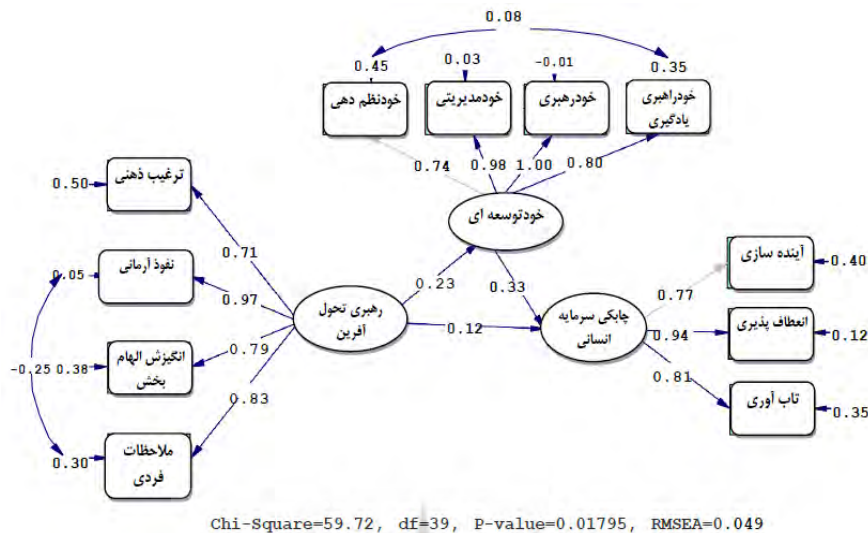 0.08
0.45
0.03
-0.01
0.35
خودنظم دهی
خودمدیریتی
خودرهبری
خودراهبری
یادگیری
0.74
0.98
1.00
0.80
خودتوسعه ای
0.50
ترغیب ذهنی
0.71
0.05
نفوذ آرمانی
0.97
-0.25
0.38
انگیزش الهام
بخش
0.79
0.30
ملاحظات
فردی
0.83
رهبری تحول
آفرین
0.23
0.33
0.12
چابکی سرمایه
انسانی
0.77
آینده سازی
0.40
0.94
انعطاف پذیری
0.12
0.81
تاب آوری
0.35
Chi-Square=59.72, df=39, P-value=0.01795, RMSEA=0.049